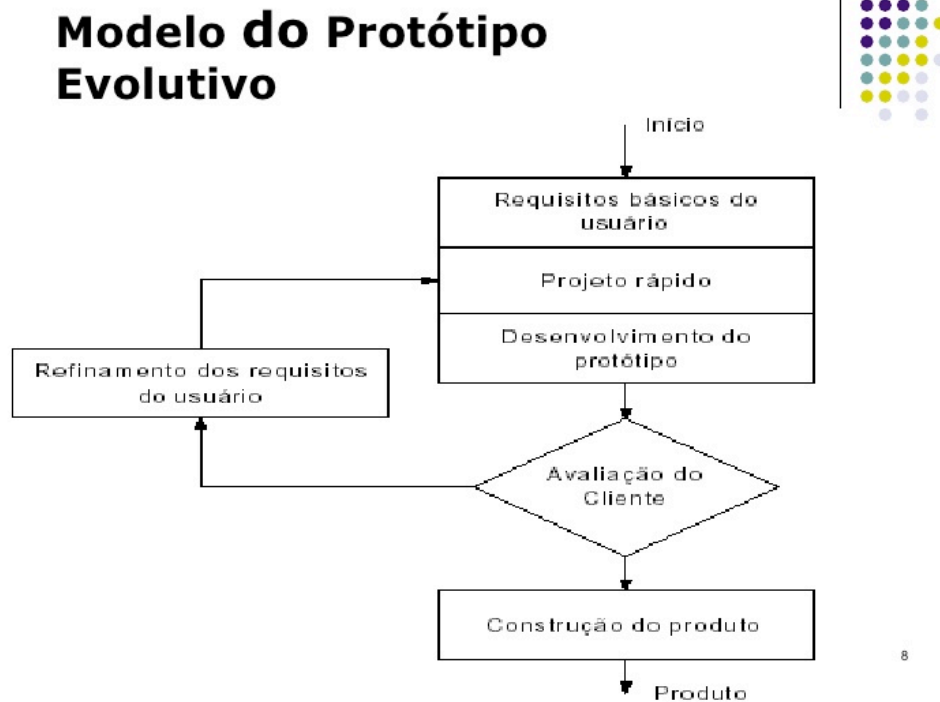 Modelo do Protótipo
Evolutivo
Início
Requisitos básicos do
usuário
Projeto rápido
Desenvolvimento do
protótipo
Refinamento dos requisitos
do usuário
Avaliação do
Cliente
Construção do produto
8
Produto